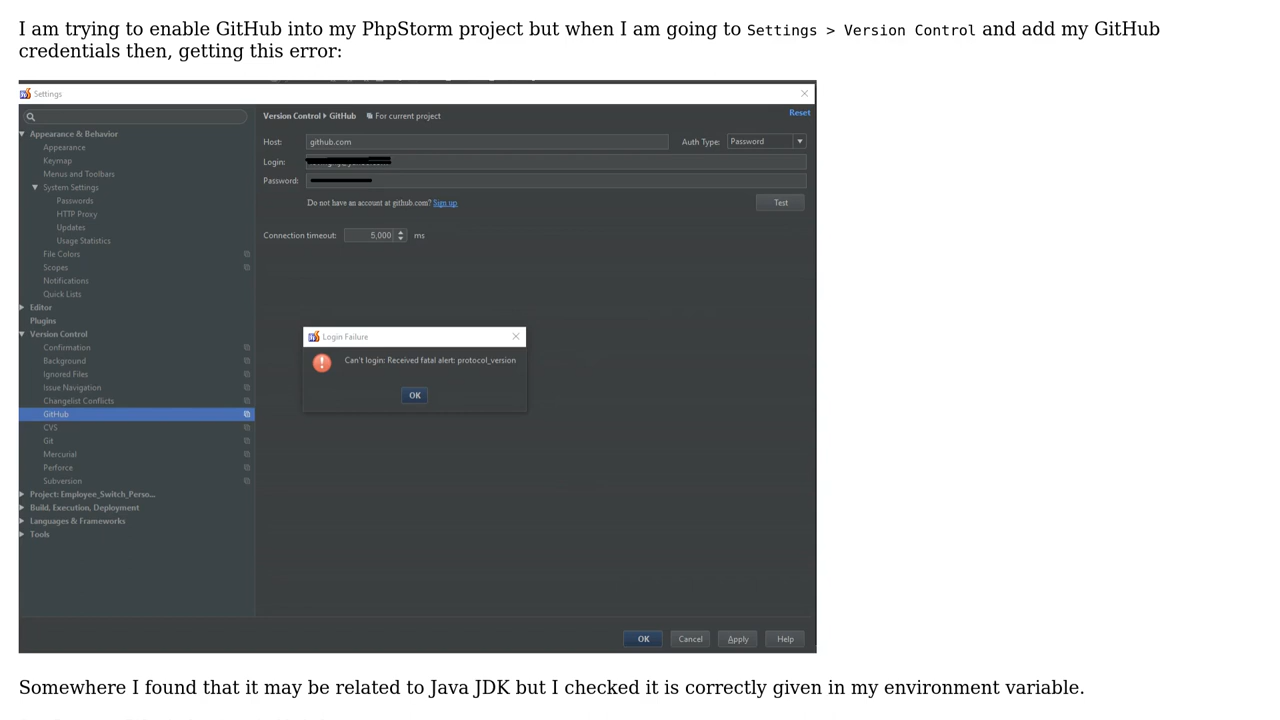 I am trying to enable GitHub into my PhpStorm project but when I am going to Settings > Version Control and add my GitHub
credentials then, getting this error:
Settings
Appearance & Behavior
Appearance
Keymap
Menus and Toolbars
System Settings
Passwords
HTTP Proxy
Updates
Usage Statistics
File Colors
Scopes
Notifications
Quick Lists
Editor
Plugins
Version Control
Confirmation
Background
Ignored Files
Issue Navigation
Changelist Conflicts
GitHub
CVS
Git
Mercurial
Perforce
Subversion
Project: Employee_Switch_Perso...
Build, Execution, Deployment
Languages & Frameworks
Tools
Version Control > GitHub For current project Reset
Host: github.com Auth Type: Password
Login:
Password:
Do not have an account at github.com? Sign up Test
Connection timeout: 5,000 ms
Login Failure
Can't login: Received fatal alert: protocol_version
OK
OK Cancel Apply Help
Somewhere I found that it may be related to Java JDK but I checked it is correctly given in my environment variable.